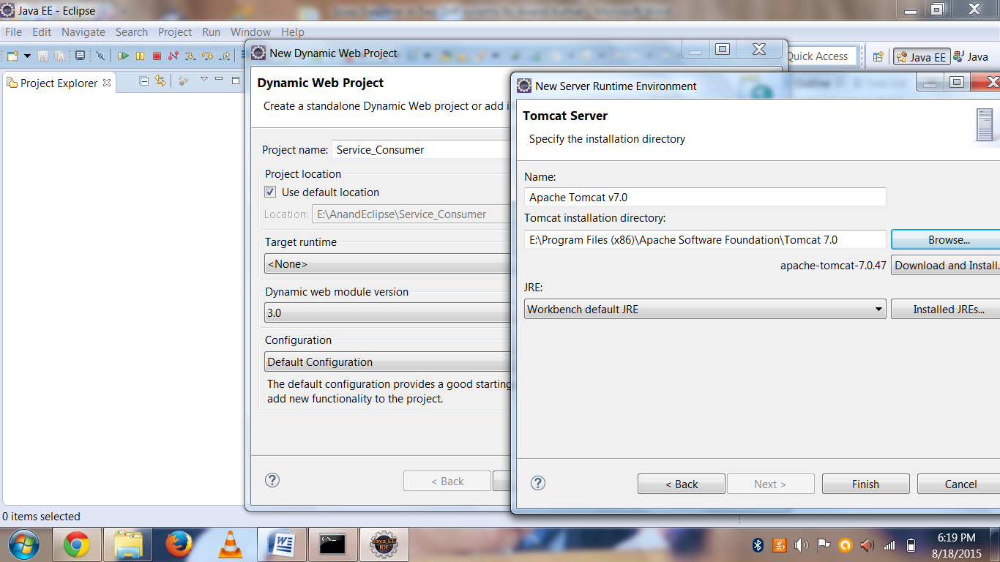 Java EE - Eclipse
File Edit Navigate Search Project Run Window Help
Quick Access
Java EE
Java
Project Explorer
0 items selected
New Dynamic Web Project
Dynamic Web Project
Create a standalone Dynamic Web project or add i
Project name: Service_Consumer
Project location
Use default location
Location: E:\AnandEclipse\Service_Consumer
Target runtime
<None>
Dynamic web module version
3.0
Configuration
Default Configuration
The default configuration provides a good starting
add new functionality to the project.
< Back
New Server Runtime Environment
Tomcat Server
Specify the installation directory
Name:
Apache Tomcat v7.0
Tomcat installation directory:
E:\Program Files (x86)\Apache Software Foundation\Tomcat 7.0
Browse...
apache-tomcat-7.0.47 Download and Install.
JRE:
Workbench default JRE
Installed JREs...
< Back Next > Finish Cancel
Java EE
IDE
6:19 PM
8/18/2015